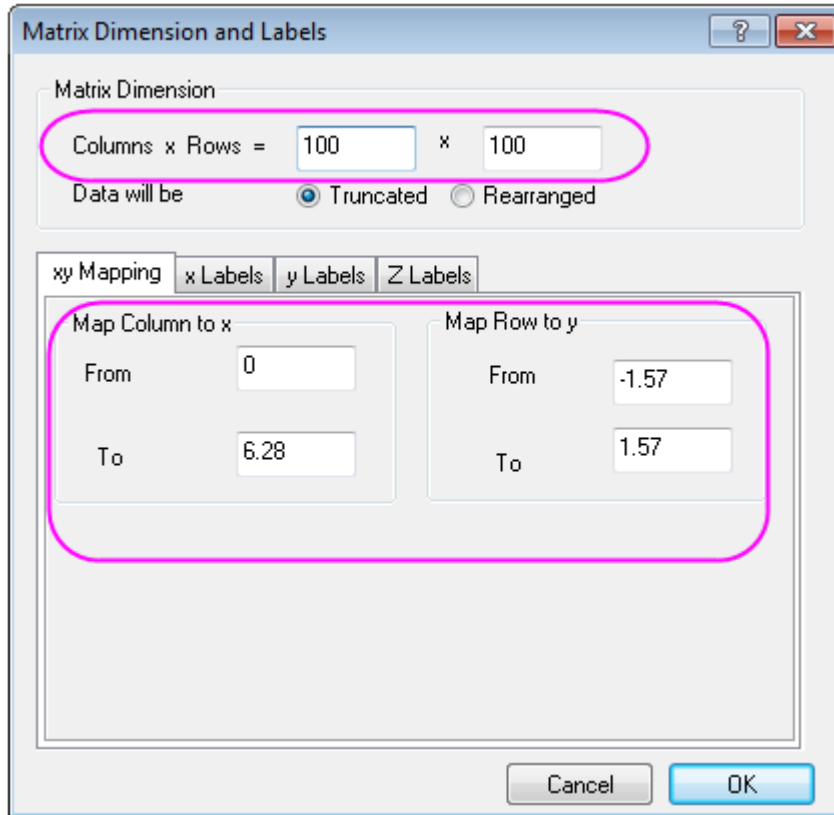 Matrix Dimension and Labels
?
Matrix Dimension
Columns x Rows = 100 x 100
Data will be Truncated Rearranged
xy Mapping x Labels y Labels Z Labels
Map Column to x Map Row to y
From 0 From -1.57
To 6.28 To 1.57
Cancel OK